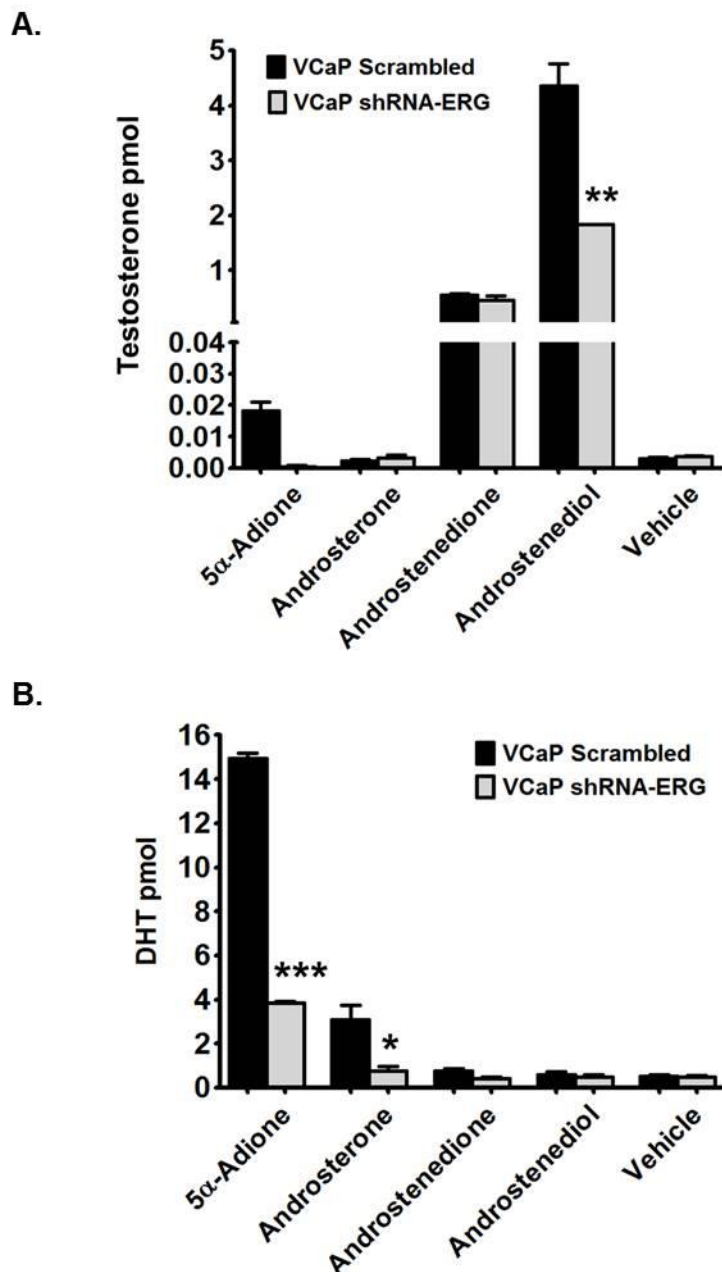 A.
Testosterone pmol
5
4
3
2
1
0.04
0.03
0.02
0.01
0.00
VCaP Scrambled
VCaP shRNA-ERG
**
5α-Adione
Androsterone
Androstenedione
Androstenediol
Vehicle
B.
DHT pmol
16
14
12
10
8
6
4
2
0
VCaP Scrambled
VCaP shRNA-ERG
***
*
5α-Adione
Androsterone
Androstenedione
Androstenediol
Vehicle